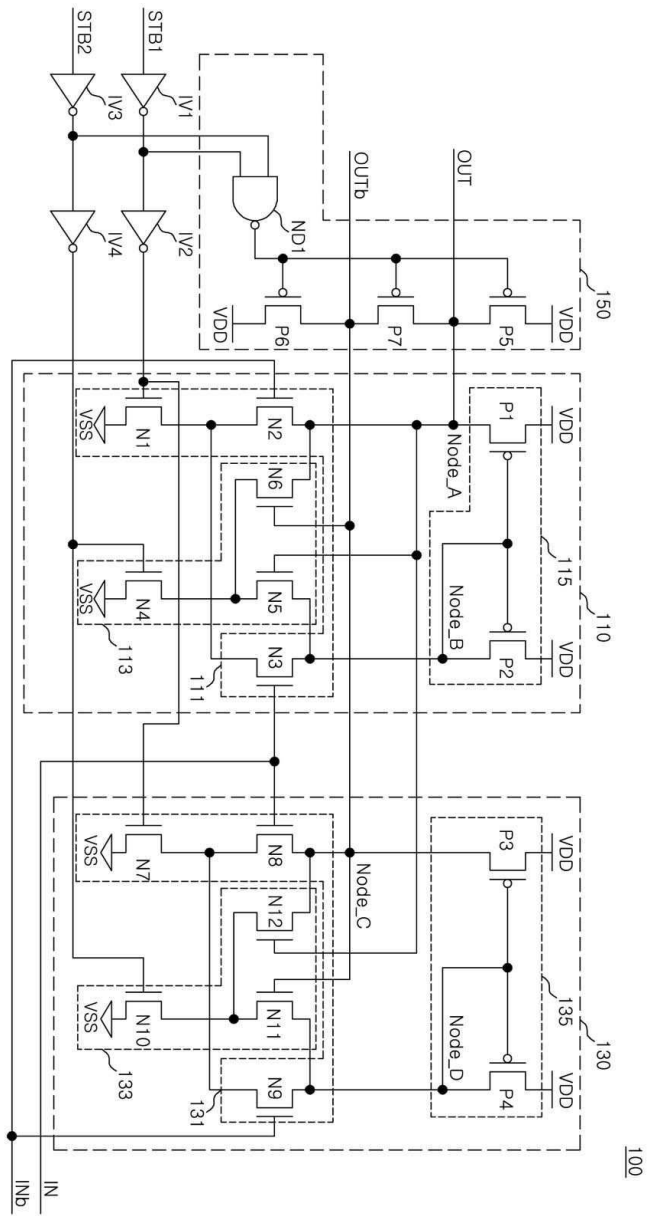 100
STB2
STB1
IV3
IV1
IV4
IV2
ND1
OUTb
OUT
150
VDD
P6
P7
P5
VDD
110
115
VDD
P1
P2
VDD
Node_A
Node_B
VSS
N1
N2
N6
N5
N4
VSS
N3
113
111
130
135
VDD
P3
P4
VDD
Node_C
Node_D
VSS
N7
N8
N12
N11
N10
VSS
N9
133
131
IN
INb